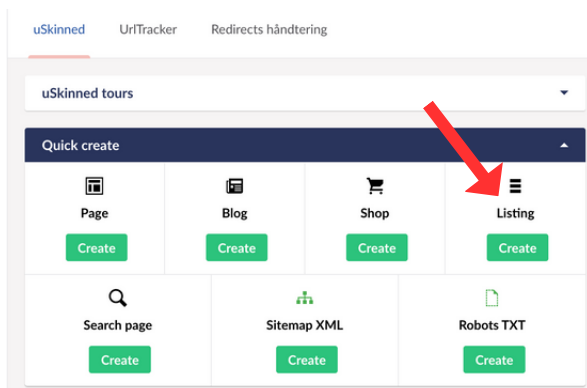 uSkinned UrlTracker Redirects håndtering
uSkinned tours
Quick create
Page Blog Shop Listing
Create Create Create Create
Search page Sitemap XML Robots TXT
Create Create Create